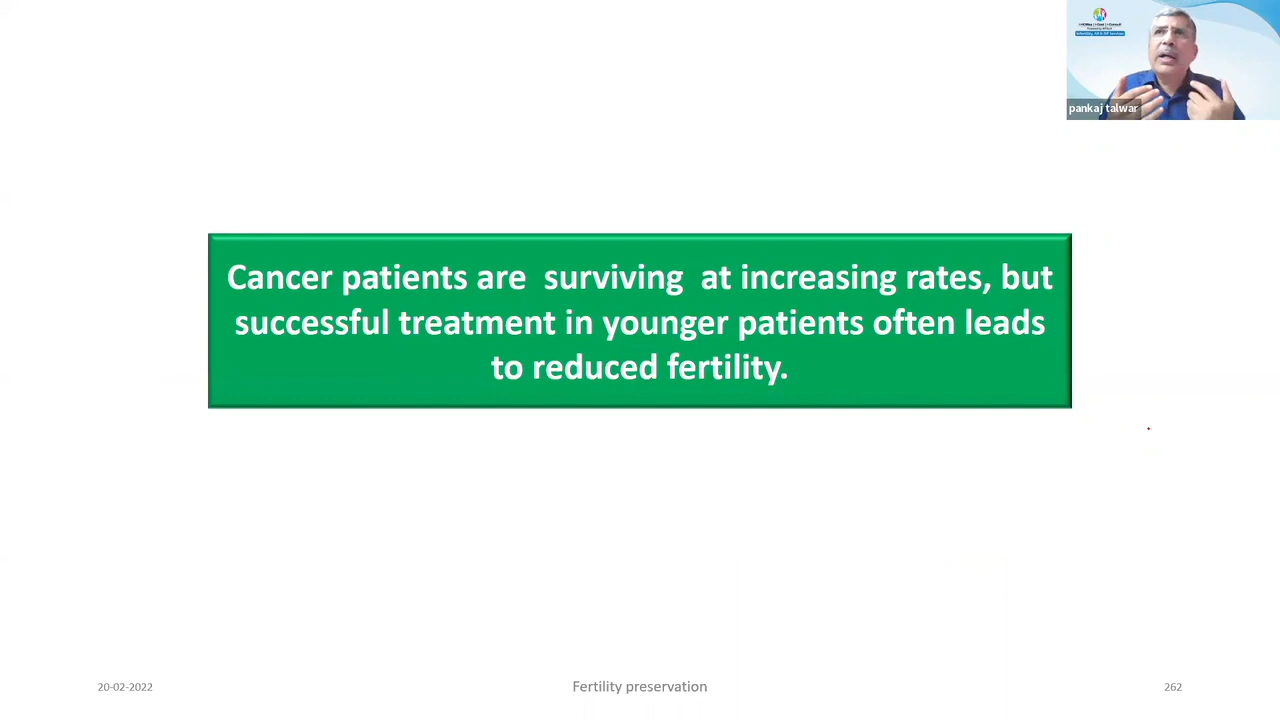 pankaj talwar
Cancer patients are surviving at increasing rates, but
successful treatment in younger patients often leads
to reduced fertility.
20-02-2022
Fertility preservation
262